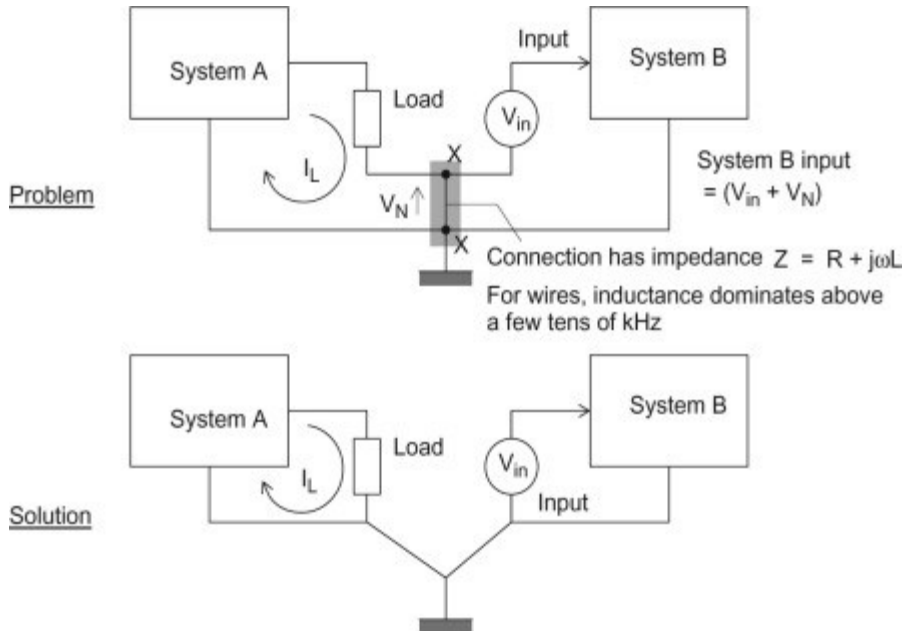 System A
Load
I_L
Input
V_in
System B
X
V_N
X
System B input
= (V_in + V_N)
Problem
Connection has impedance Z = R + jωL
For wires, inductance dominates above
a few tens of kHz
System A
Load
I_L
V_in
Input
System B
Solution